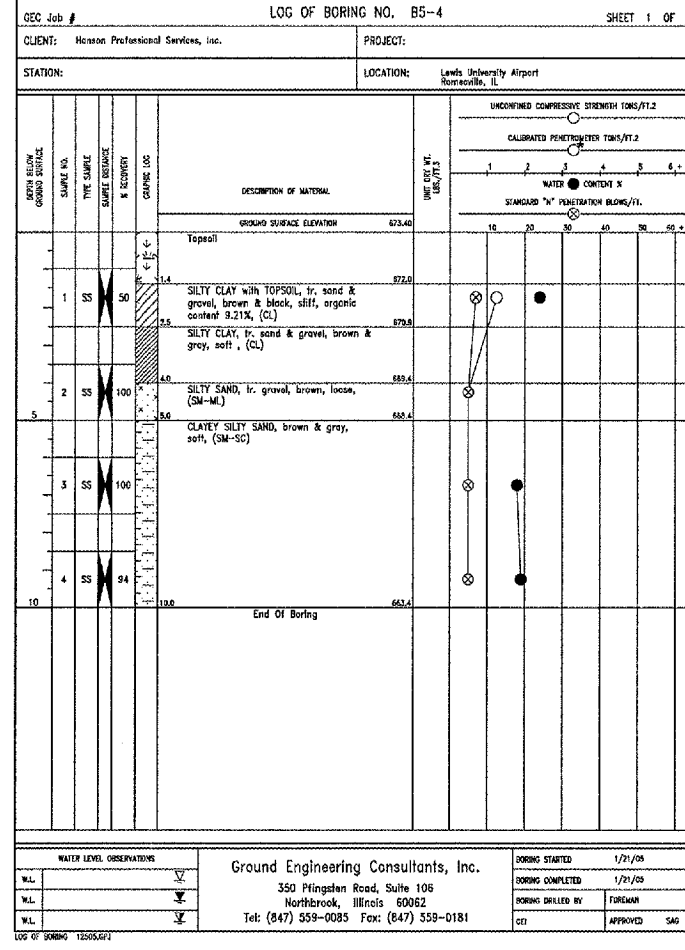 GEC Job #
LOG OF BORING NO. B5-4
SHEET 1 OF
CLIENT: Hanson Professional Services, Inc.
PROJECT:
STATION:
LOCATION: Lewis University Airport
Romeoville, IL
DEPTH BELOW
GROUND SURFACE
SAMPLE NO.
TYPE SAMPLE
SAMPLE DISTANCE
% RECOVERY
GRAPHIC LOG
DESCRIPTION OF MATERIAL
GROUND SURFACE ELEVATION 673.40
UNIT DRY WT.
LBS./FT.3
UNCONFINED COMPRESSIVE STRENGTH TONS/FT.2
CALIBRATED PENETROMETER TONS/FT.2
1 2 3 4 5 6 +
WATER CONTENT %
STANDARD "N" PENETRATION BLOWS/FT.
10 20 30 40 50 60 +
Topsoil
1.4 672.0
1 SS 50
SILTY CLAY with TOPSOIL, tr. sand &
gravel, brown & black, stiff, organic
content 9.21%, (CL)
2.5 670.9
SILTY CLAY, tr. sand & gravel, brown &
gray, soft , (CL)
4.0 669.4
2 SS 100
SILTY SAND, tr. gravel, brown, loose,
(SM-ML)
5 5.0 668.4
CLAYEY SILTY SAND, brown & gray,
soft, (SM-SC)
3 SS 100
4 SS 94
10 10.0 663.4
End Of Boring
WATER LEVEL OBSERVATIONS
W.L.
W.L.
W.L.
Ground Engineering Consultants, Inc.
350 Pfingsten Road, Suite 106
Northbrook, Illinois 60062
Tel: (847) 559-0085 Fax: (847) 559-0181
BORING STARTED 1/21/05
BORING COMPLETED 1/21/05
BORING DRILLED BY FOREMAN
CEI APPROVED SAG
LOG OF BORING 12505.GPJ